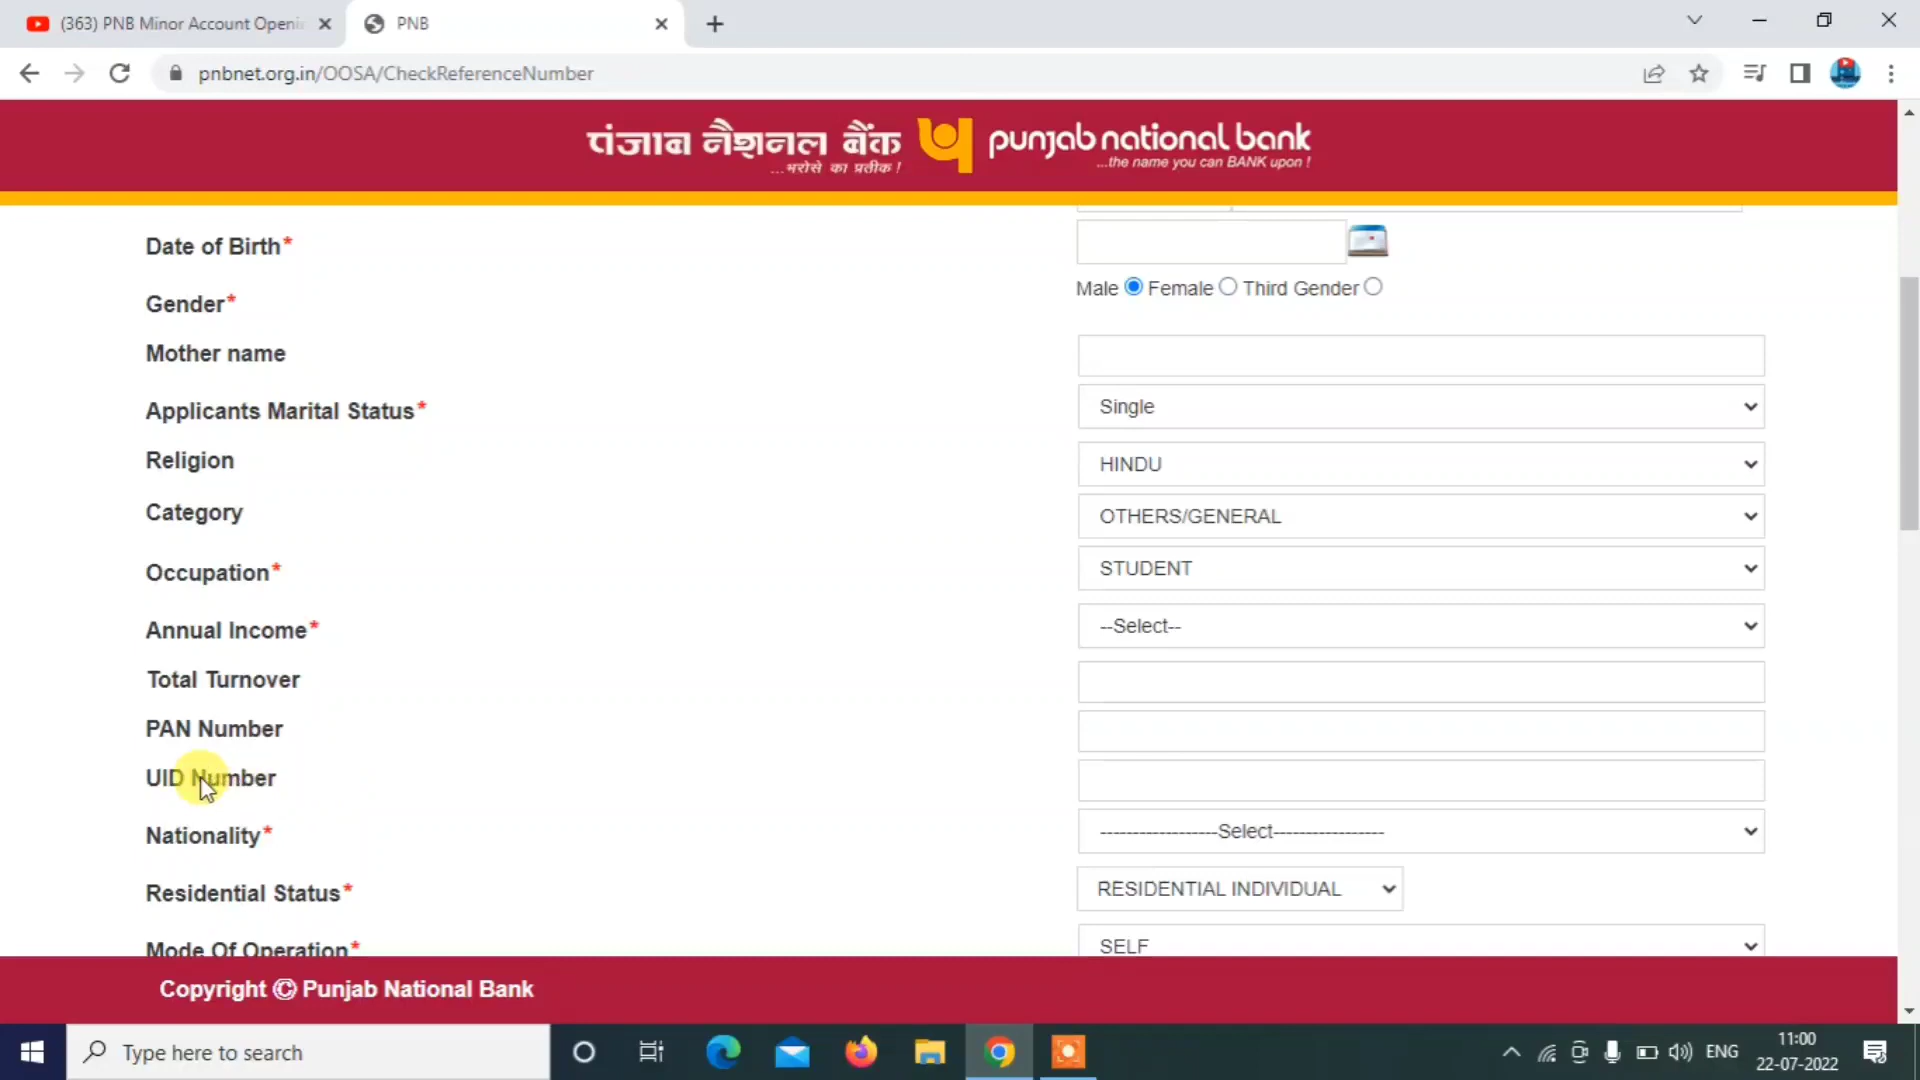 (363) PNB Minor Account Openi
PNB
pnbnet.org.in/OOSA/CheckReferenceNumber
पंजाब नैशनल बैंक
...भरोसे का प्रतीक !
punjab national bank
...the name you can BANK upon !
Date of Birth*
Gender*
Male Female Third Gender
Mother name
Applicants Marital Status* Single
Religion HINDU
Category OTHERS/GENERAL
Occupation* STUDENT
Annual Income* --Select--
Total Turnover
PAN Number
UID Number
Nationality* ------------------Select-----------------
Residential Status* RESIDENTIAL INDIVIDUAL
Mode Of Operation* SELF
Copyright © Punjab National Bank
Type here to search
ENG
11:00
22-07-2022